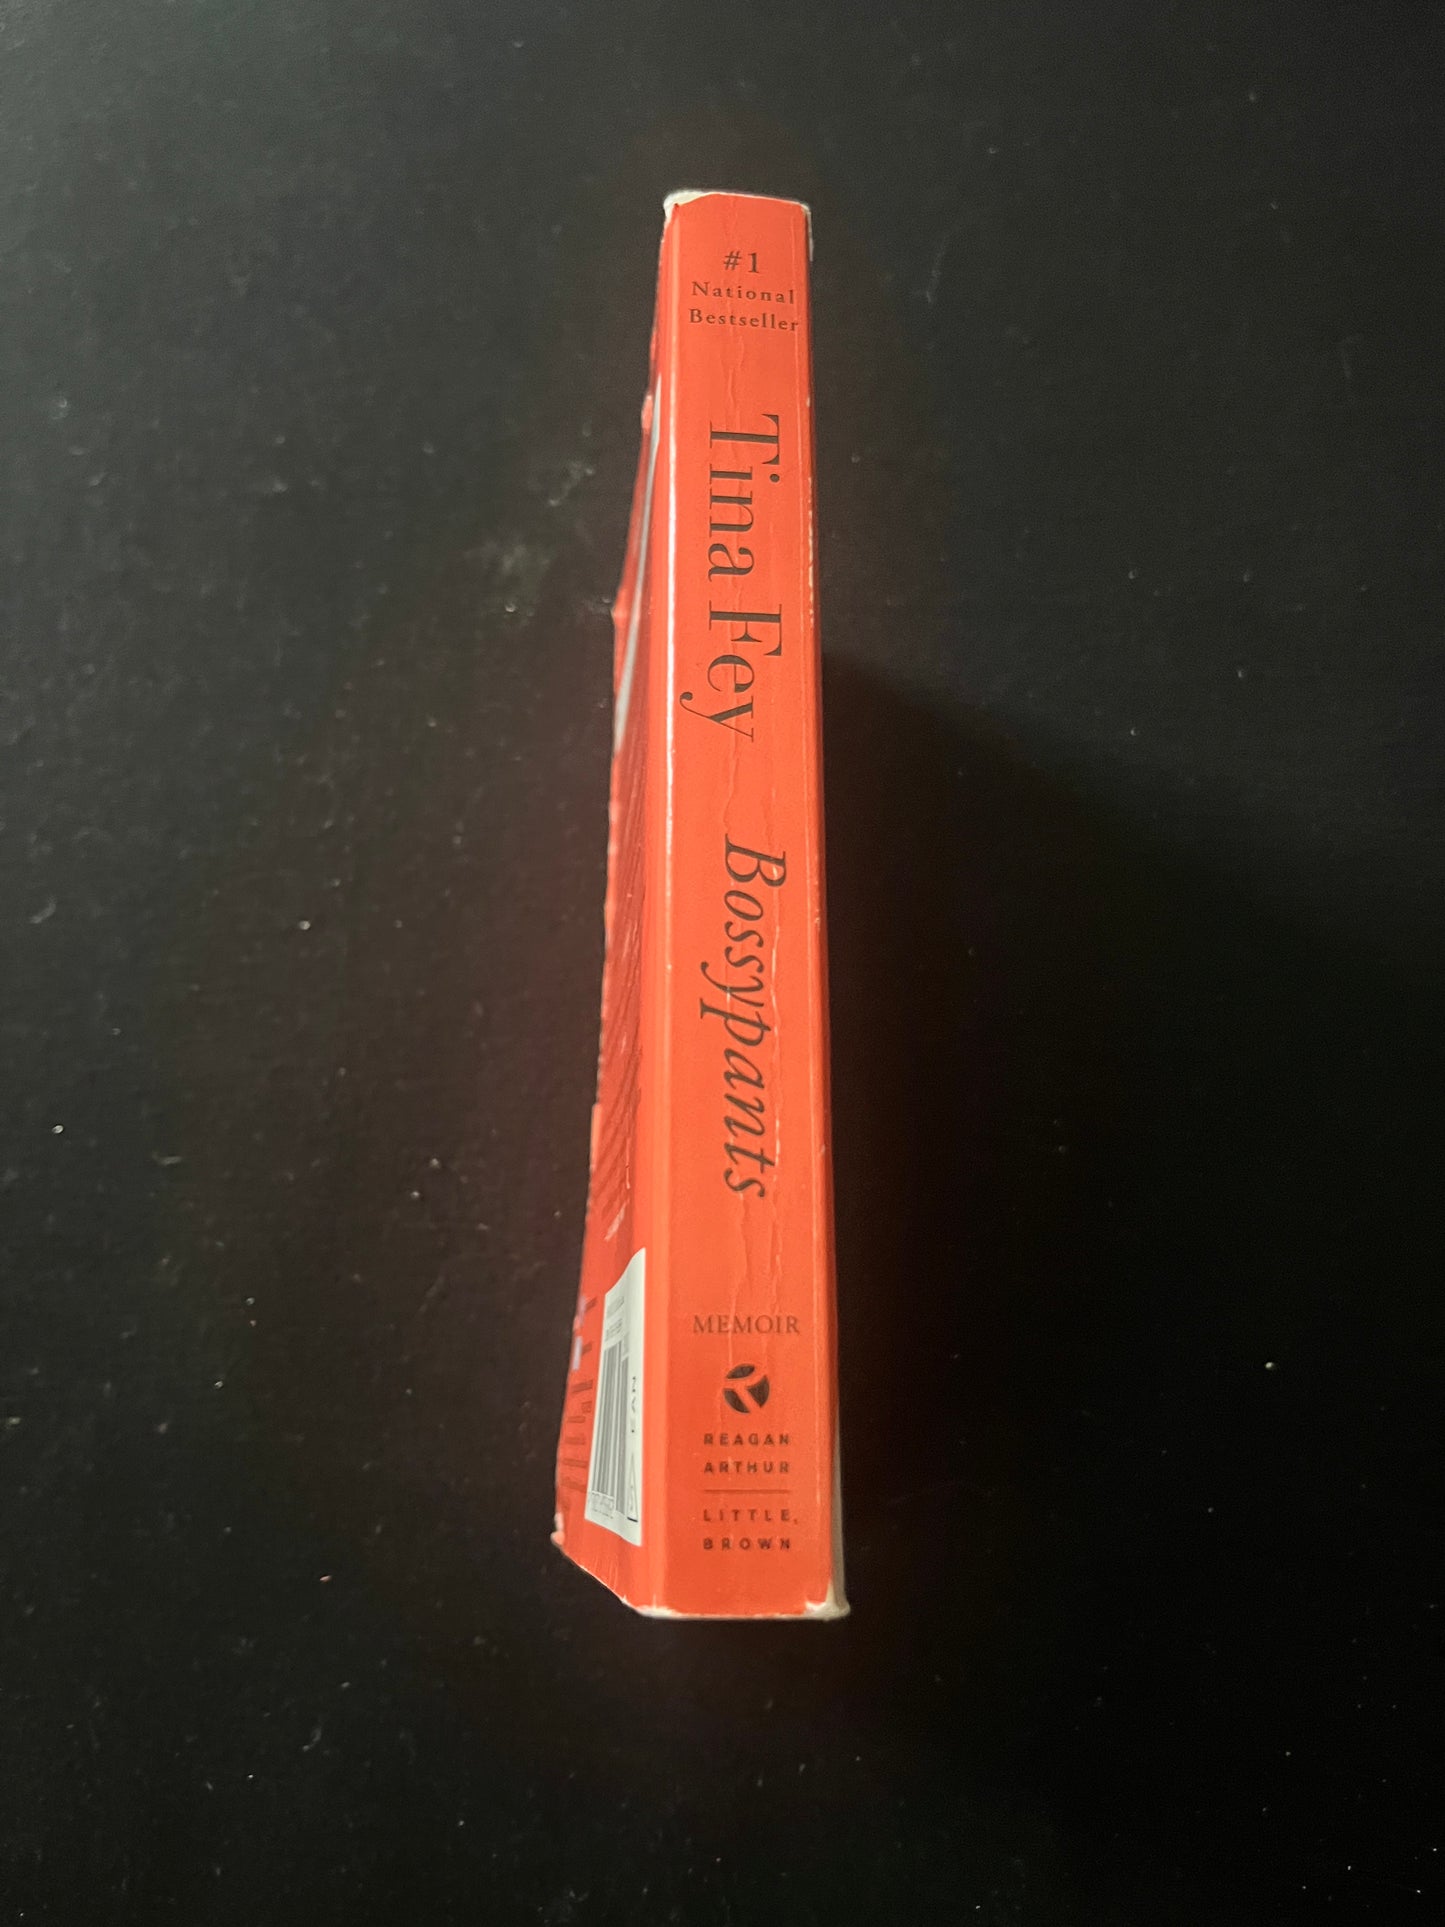 #1
National
Bestseller
Tina Fey
Bossypants
MEMOIR
REAGAN
ARTHUR
LITTLE,
BROWN